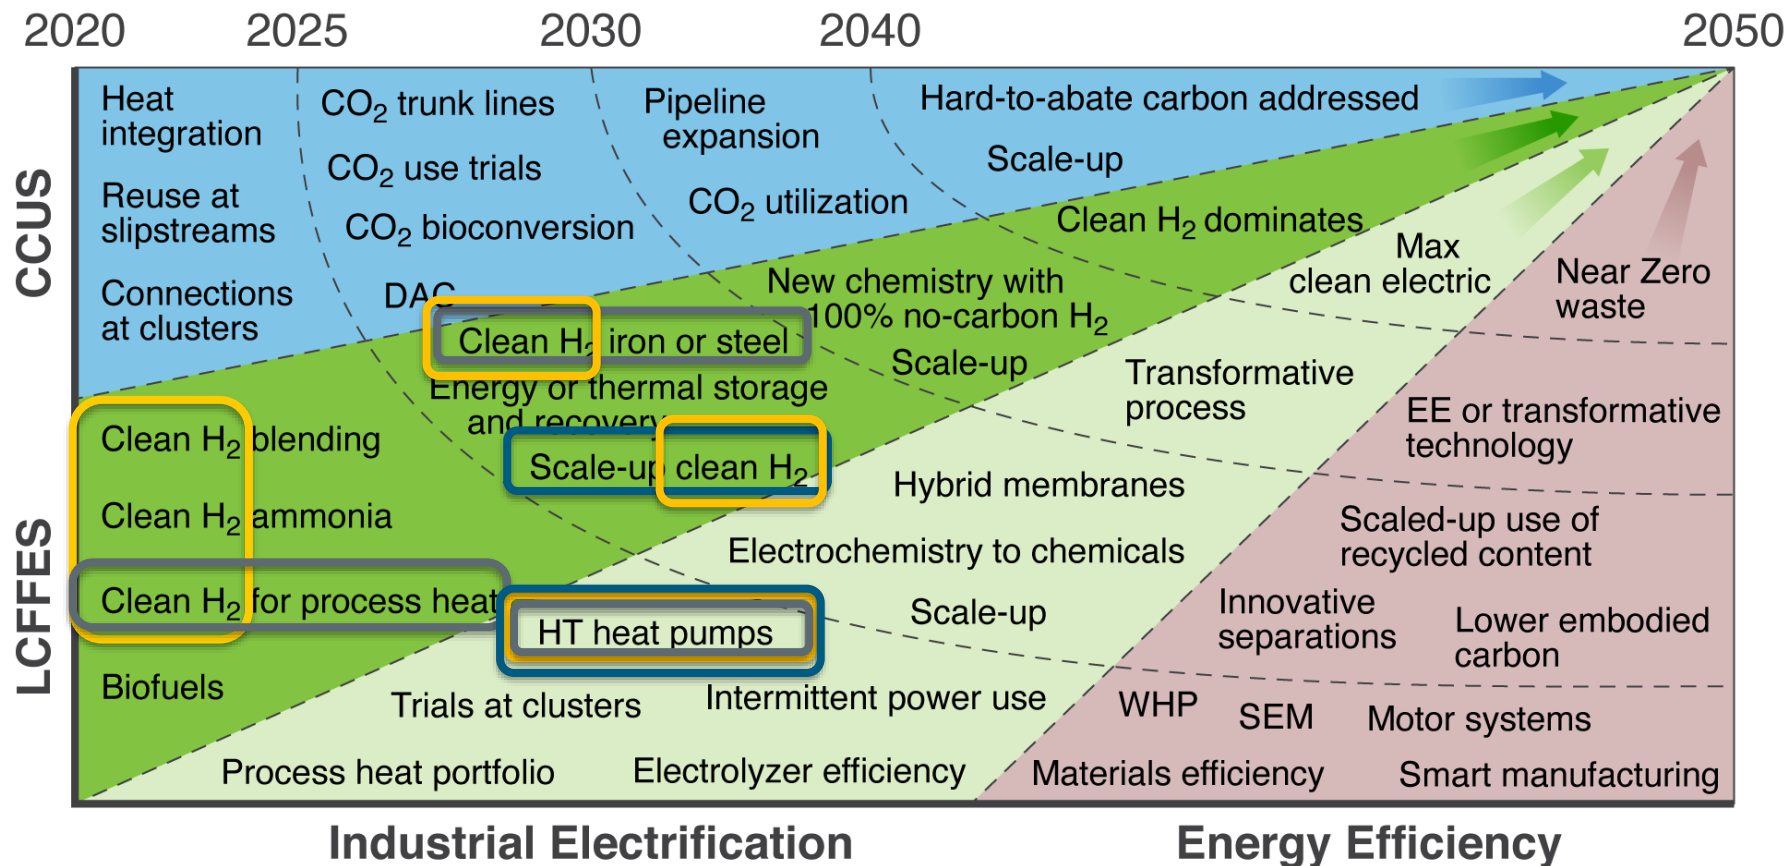 2020 2025 2030 2040 2050
CCUS
Heat
integration
Reuse at
slipstreams
Connections
at clusters
CO₂ trunk lines
CO₂ use trials
CO₂ bioconversion
DAC
Pipeline
expansion
CO₂ utilization
Hard-to-abate carbon addressed
Scale-up
LCFFES
Clean H₂ blending
Clean H₂ ammonia
Clean H₂ for process heat
Biofuels
Clean H₂ iron or steel
Energy or thermal storage
and recovery
Scale-up clean H₂
New chemistry with
100% no-carbon H₂
Scale-up
Clean H₂ dominates
HT heat pumps
Trials at clusters
Intermittent power use
Process heat portfolio
Electrolyzer efficiency
Hybrid membranes
Electrochemistry to chemicals
Scale-up
Transformative
process
Max
clean electric
Near Zero
waste
EE or transformative
technology
Scaled-up use of
recycled content
Innovative
separations
Lower embodied
carbon
WHP
SEM
Motor systems
Materials efficiency
Smart manufacturing
Industrial Electrification
Energy Efficiency